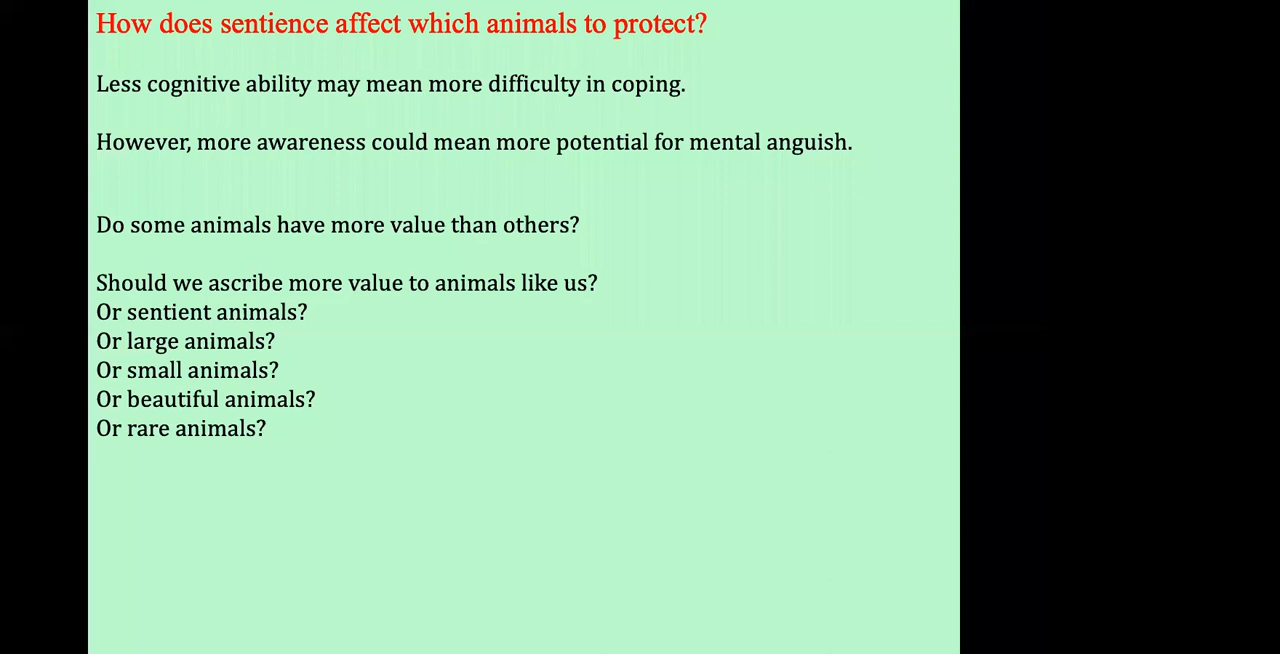 How does sentience affect which animals to protect?
Less cognitive ability may mean more difficulty in coping.
However, more awareness could mean more potential for mental anguish.
Do some animals have more value than others?
Should we ascribe more value to animals like us?
Or sentient animals?
Or large animals?
Or small animals?
Or beautiful animals?
Or rare animals?